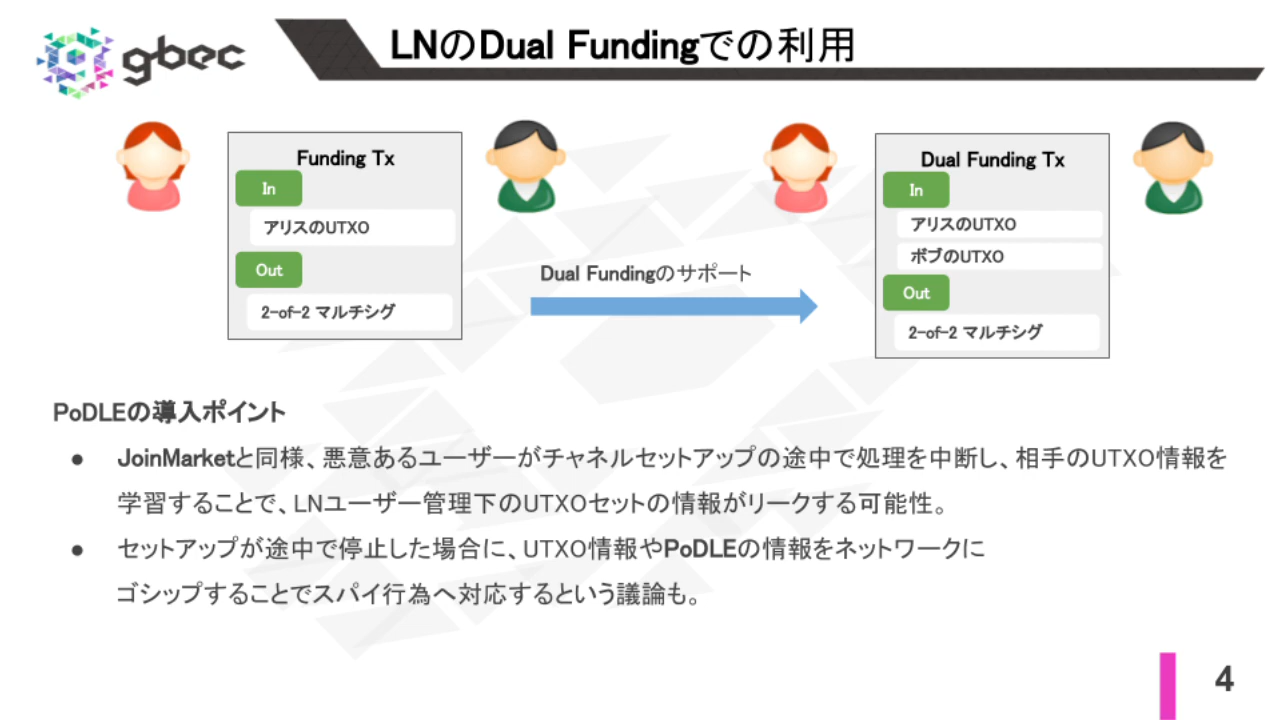 gbec
LNのDual Fundingでの利用
Funding Tx
In
アリスのUTXO
Out
2-of-2 マルチシグ
Dual Fundingのサポート
Dual Funding Tx
In
アリスのUTXO
ボブのUTXO
Out
2-of-2 マルチシグ
PoDLEの導入ポイント
● JoinMarketと同様、悪意あるユーザーがチャネルセットアップの途中で処理を中断し、相手のUTXO情報を
学習することで、LNユーザー管理下のUTXOセットの情報がリークする可能性。
● セットアップが途中で停止した場合に、UTXO情報やPoDLEの情報をネットワークに
ゴシップすることでスパイ行為へ対応するという議論も。
4